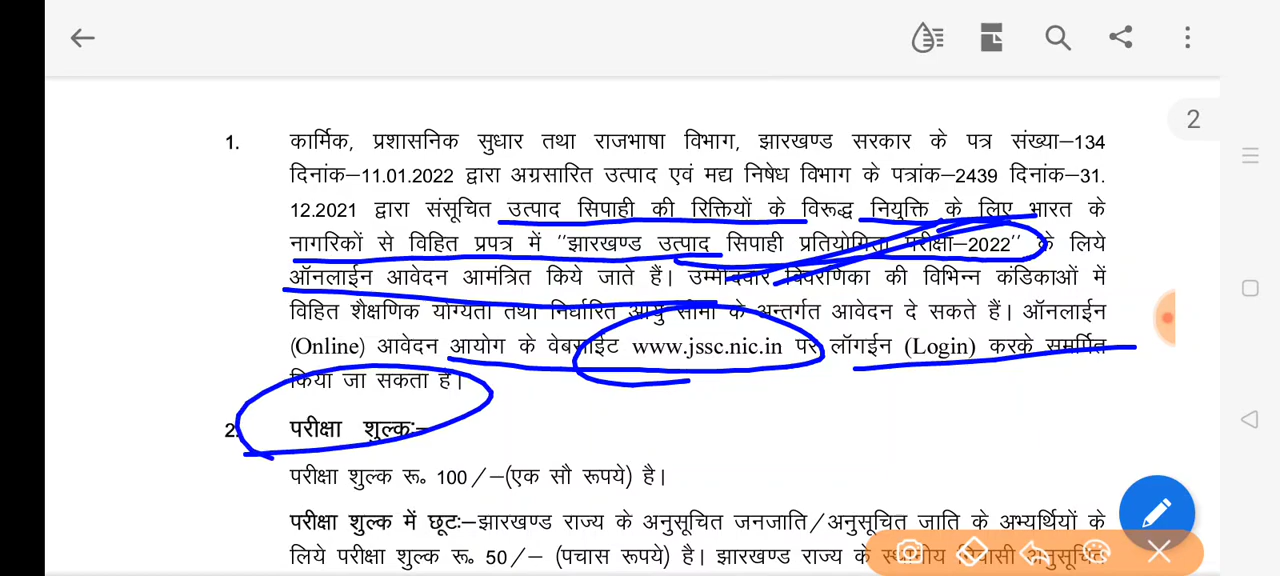 2
1. कार्मिक, प्रशासनिक सुधार तथा राजभाषा विभाग, झारखण्ड सरकार के पत्र संख्या–134
दिनांक–11.01.2022 द्वारा अग्रसारित उत्पाद एवं मद्य निषेध विभाग के पत्रांक–2439 दिनांक–31.
12.2021 द्वारा संसूचित उत्पाद सिपाही की रिक्तियों के विरूद्ध नियुक्ति के लिए भारत के
नागरिकों से विहित प्रपत्र में "झारखण्ड उत्पाद सिपाही प्रतियोगिता परीक्षा–2022" के लिये
ऑनलाईन आवेदन आमंत्रित किये जाते हैं। उम्मीदवार विवरणिका की विभिन्न कंडिकाओं में
विहित शैक्षणिक योग्यता तथा निर्धारित आयु सीमा के अन्तर्गत आवेदन दे सकते हैं। ऑनलाईन
(Online) आवेदन आयोग के वेबसाईट www.jssc.nic.in पर लॉगईन (Login) करके समर्पित
किया जा सकता है।
2. परीक्षा शुल्कः–
परीक्षा शुल्क रू० 100/–(एक सौ रूपये) है।
परीक्षा शुल्क में छूटः–झारखण्ड राज्य के अनुसूचित जनजाति/अनुसूचित जाति के अभ्यर्थियों के
लिये परीक्षा शुल्क रू० 50/– (पचास रूपये) है। झारखण्ड राज्य के स्थानीय निवासी अनुसूचित